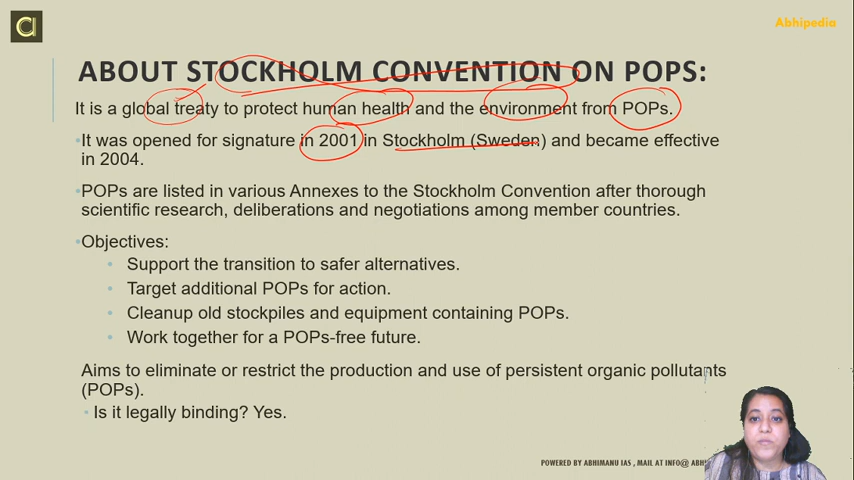 Abhipedia
ABOUT STOCKHOLM CONVENTION ON POPS:
It is a global treaty to protect human health and the environment from POPs.
•It was opened for signature in 2001 in Stockholm (Sweden) and became effective
in 2004.
•POPs are listed in various Annexes to the Stockholm Convention after thorough
scientific research, deliberations and negotiations among member countries.
•Objectives:
• Support the transition to safer alternatives.
• Target additional POPs for action.
• Cleanup old stockpiles and equipment containing POPs.
• Work together for a POPs-free future.
Aims to eliminate or restrict the production and use of persistent organic pollutants
(POPs).
• Is it legally binding? Yes.
POWERED BY ABHIMANU IAS , MAIL AT INFO@